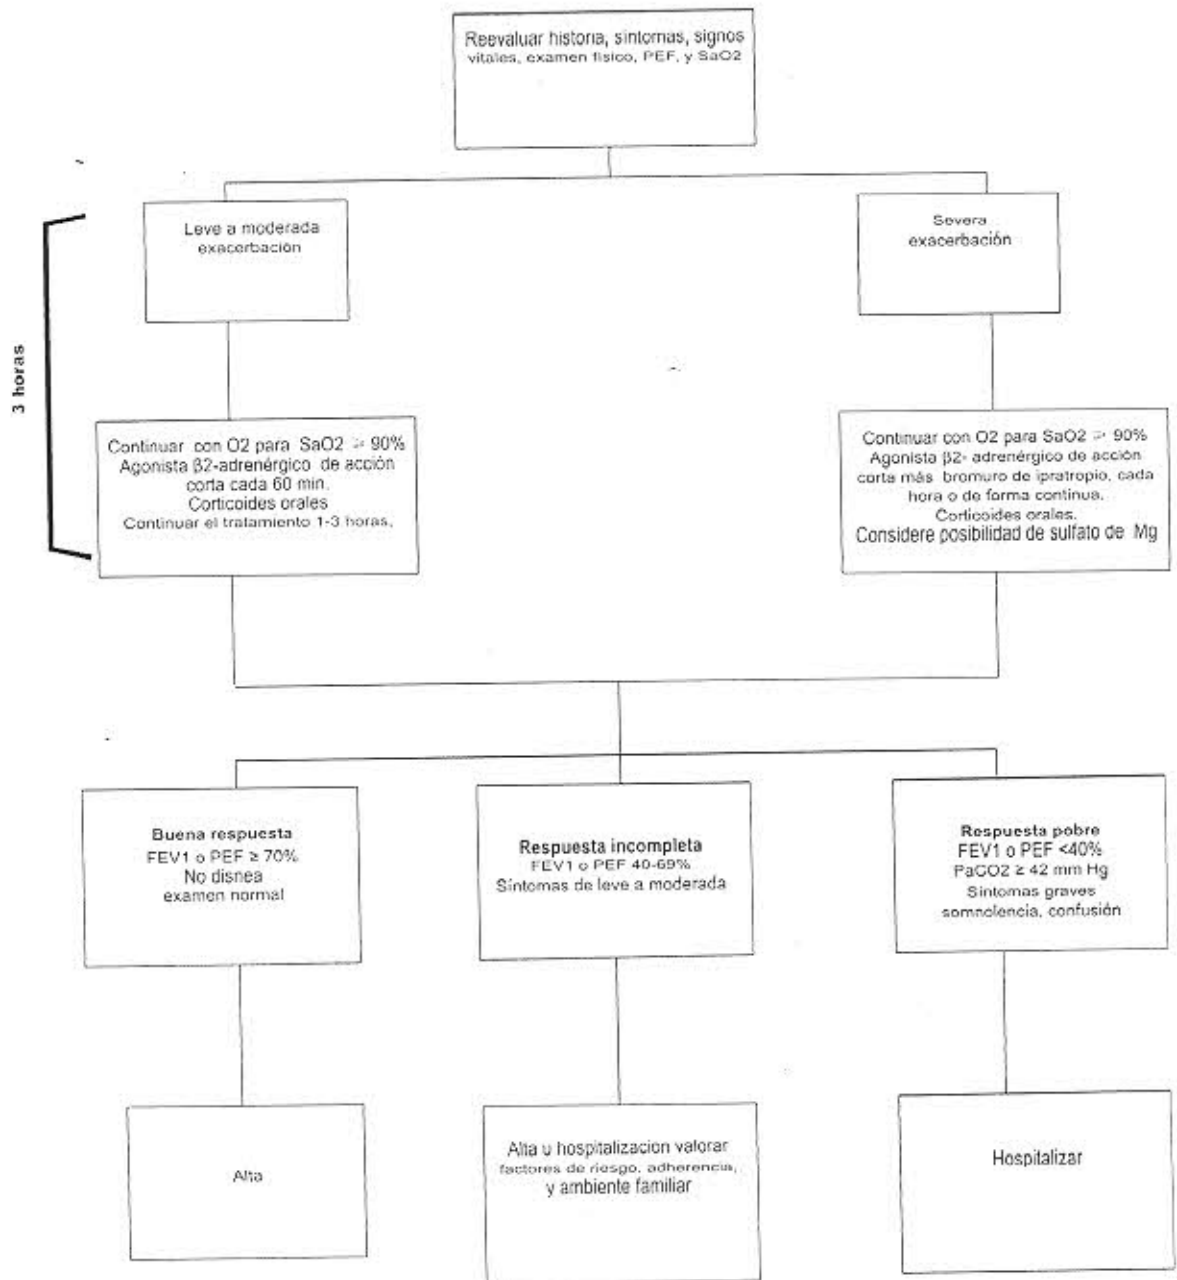 Reevaluar historia, síntomas, signos
vitales, examen físico, PEF, y SaO2
Leve a moderada
exacerbación
Severa
exacerbación
3 horas
Continuar con O2 para SaO2 ≥ 90%
Agonista β2-adrenérgico de acción
corta cada 60 min.
Corticoides orales
Continuar el tratamiento 1-3 horas.
Continuar con O2 para SaO2 ≥ 90%
Agonista β2- adrenérgico de acción
corta más bromuro de ipratropio, cada
hora o de forma continua.
Corticoides orales.
Considere posibilidad de sulfato de Mg
Buena respuesta
FEV1 o PEF ≥ 70%
No disnea
examen normal
Respuesta incompleta
FEV1 o PEF 40-69%
Síntomas de leve a moderada
Respuesta pobre
FEV1 o PEF <40%
PaCO2 ≥ 42 mm Hg
Síntomas graves
somnolencia, confusión
Alta
Alta u hospitalización valorar
factores de riesgo, adherencia,
y ambiente familiar
Hospitalizar